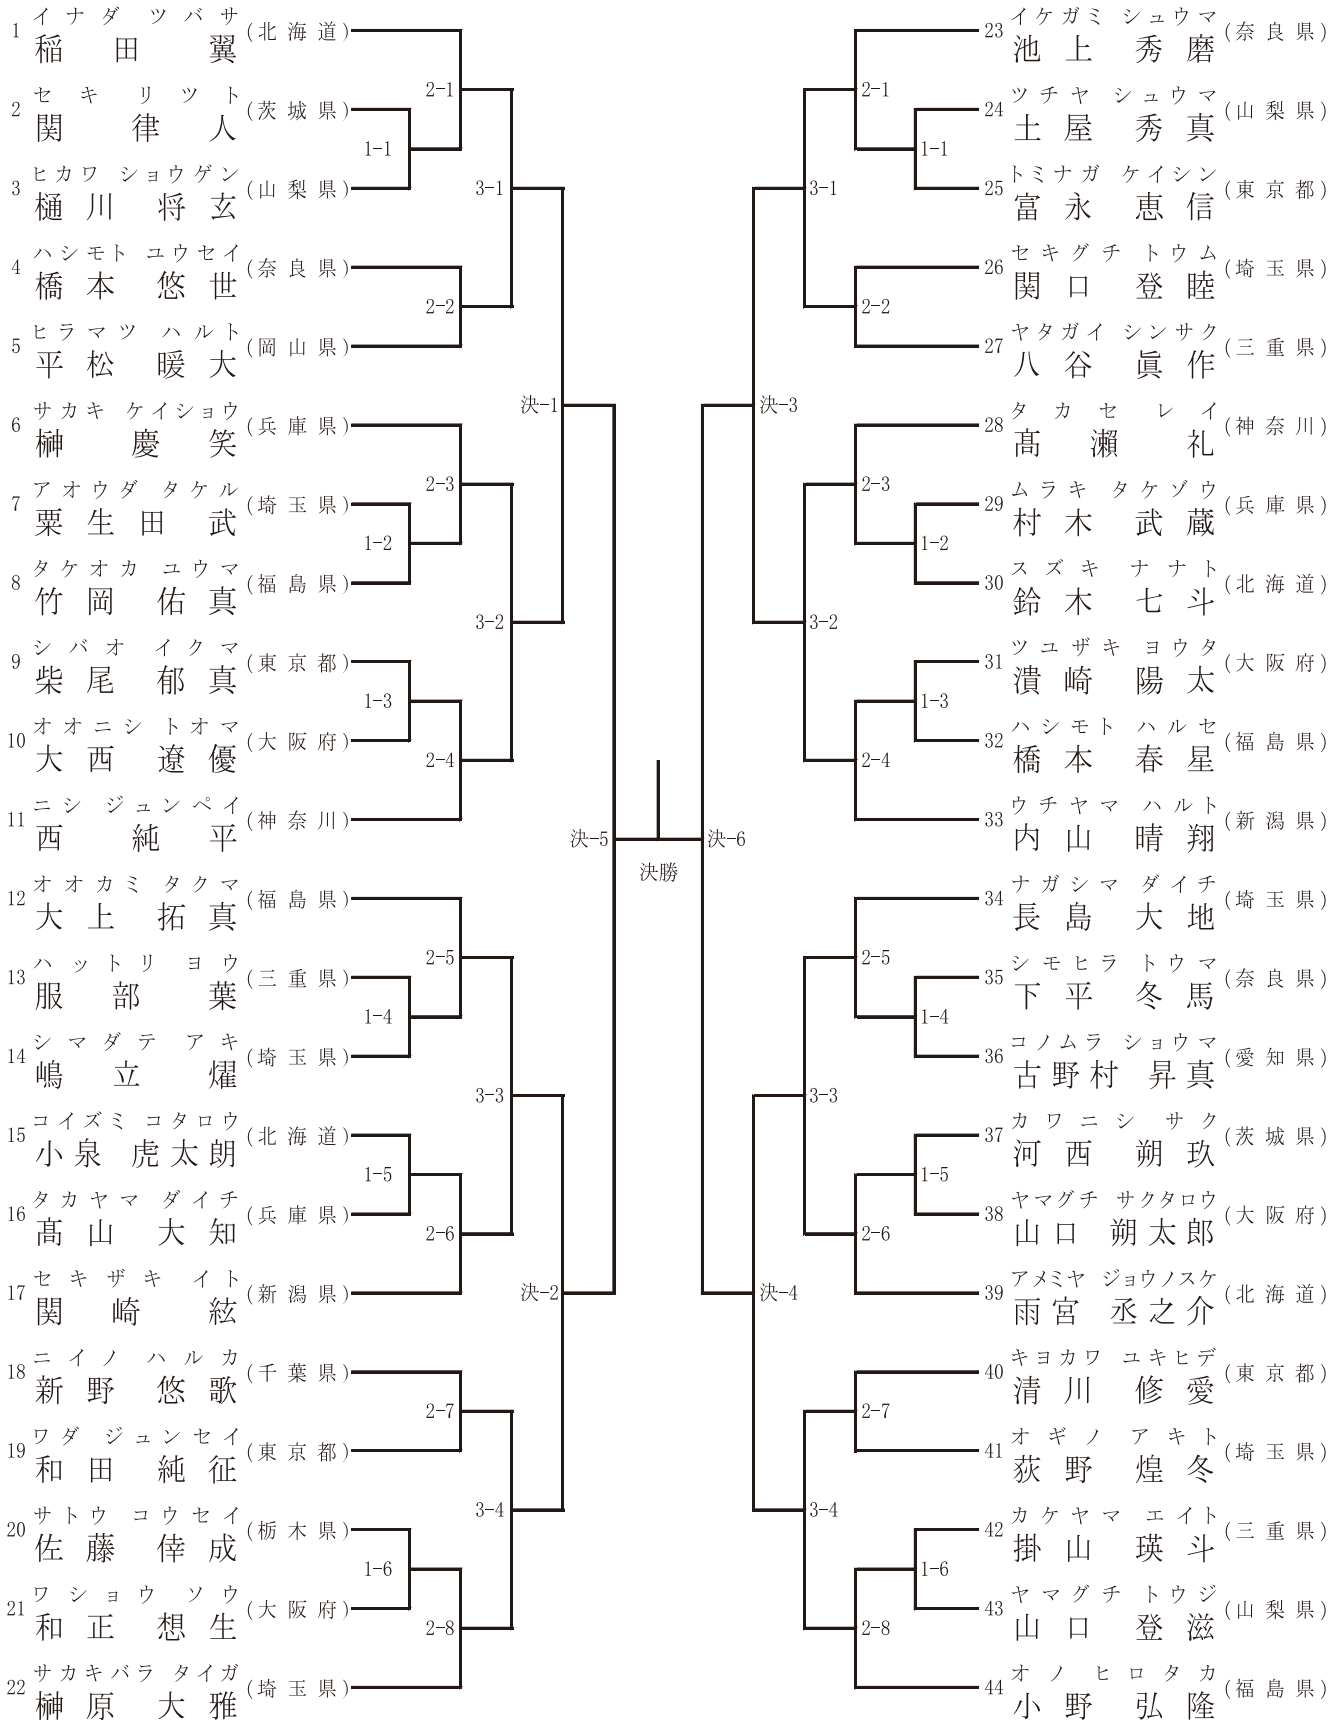 イナダ ツバサ
1 稲田 翼 (北海道)
セキ リツト
2 関 律人 (茨城県)
ヒカワ ショウゲン
3 樋川 将玄 (山梨県)
ハシモト ユウセイ
4 橋本 悠世 (奈良県)
ヒラマツ ハルト
5 平松 暖大 (岡山県)
サカキ ケイショウ
6 榊 慶笑 (兵庫県)
アオウダ タケル
7 粟生田 武 (埼玉県)
タケオカ ユウマ
8 竹岡 佑真 (福島県)
シバオ イクマ
9 柴尾 郁真 (東京都)
オオニシ トオマ
10 大西 遼優 (大阪府)
ニシ ジュンペイ
11 西 純平 (神奈川)
オオカミ タクマ
12 大上 拓真 (福島県)
ハットリ ヨウ
13 服部 葉 (三重県)
シマダテ アキ
14 嶋立 燿 (埼玉県)
コイズミ コタロウ
15 小泉 虎太朗 (北海道)
タカヤマ ダイチ
16 髙山 大知 (兵庫県)
セキザキ イト
17 関崎 絃 (新潟県)
ニイノ ハルカ
18 新野 悠歌 (千葉県)
ワダ ジュンセイ
19 和田 純征 (東京都)
サトウ コウセイ
20 佐藤 倖成 (栃木県)
ワショウ ソウ
21 和正 想生 (大阪府)
サカキバラ タイガ
22 榊原 大雅 (埼玉県)
2-1
1-1
3-1
2-2
決-1
2-3
1-2
3-2
1-3
2-4
決-5
2-5
1-4
3-3
1-5
2-6
決-2
2-7
3-4
1-6
2-8
決勝
2-1
1-1
3-1
2-2
決-3
2-3
1-2
3-2
1-3
2-4
決-6
2-5
1-4
3-3
1-5
2-6
決-4
2-7
3-4
1-6
2-8
イケガミ シュウマ
23 池上 秀磨 (奈良県)
ツチヤ シュウマ
24 土屋 秀真 (山梨県)
トミナガ ケイシン
25 富永 恵信 (東京都)
セキグチ トウム
26 関口 登睦 (埼玉県)
ヤタガイ シンサク
27 八谷 眞作 (三重県)
タカセ レイ
28 髙瀨 礼 (神奈川)
ムラキ タケゾウ
29 村木 武蔵 (兵庫県)
スズキ ナナト
30 鈴木 七斗 (北海道)
ツユザキ ヨウタ
31 潰崎 陽太 (大阪府)
ハシモト ハルセ
32 橋本 春星 (福島県)
ウチヤマ ハルト
33 内山 晴翔 (新潟県)
ナガシマ ダイチ
34 長島 大地 (埼玉県)
シモヒラ トウマ
35 下平 冬馬 (奈良県)
コノムラ ショウマ
36 古野村 昇真 (愛知県)
カワニシ サク
37 河西 朔玖 (茨城県)
ヤマグチ サクタロウ
38 山口 朔太郎 (大阪府)
アメミヤ ジョウノスケ
39 雨宮 丞之介 (北海道)
キヨカワ ユキヒデ
40 清川 修愛 (東京都)
オギノ アキト
41 荻野 煌冬 (埼玉県)
カケヤマ エイト
42 掛山 瑛斗 (三重県)
ヤマグチ トウジ
43 山口 登滋 (山梨県)
オノ ヒロタカ
44 小野 弘隆 (福島県)